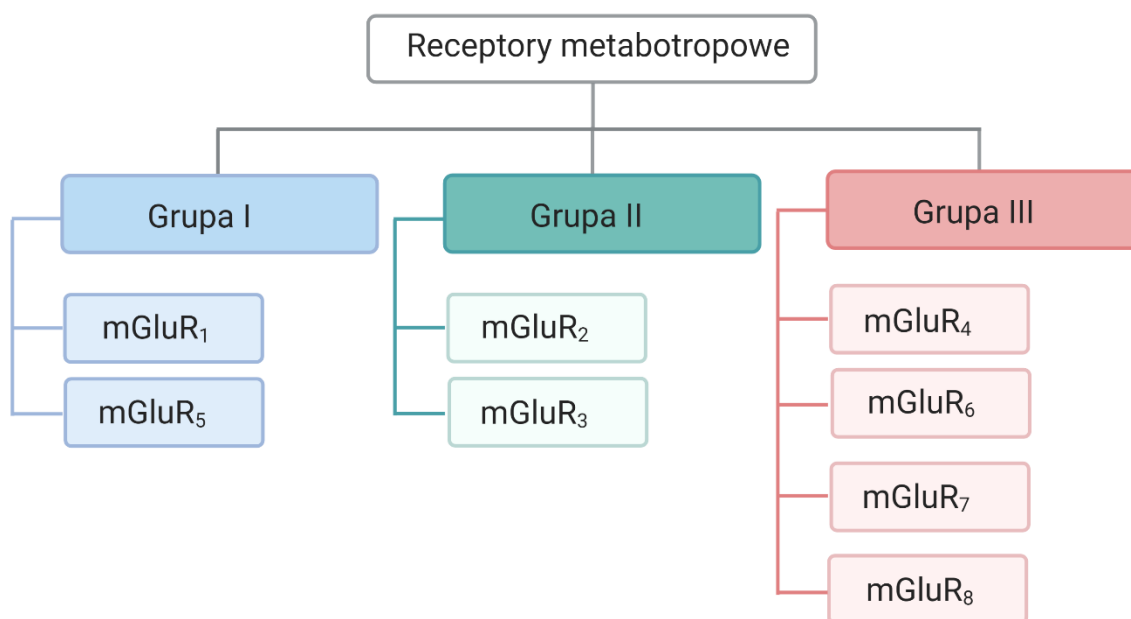 Receptory metabotropowe
Grupa I
mGluR₁
mGluR₅
Grupa II
mGluR₂
mGluR₃
Grupa III
mGluR₄
mGluR₆
mGluR₇
mGluR₈